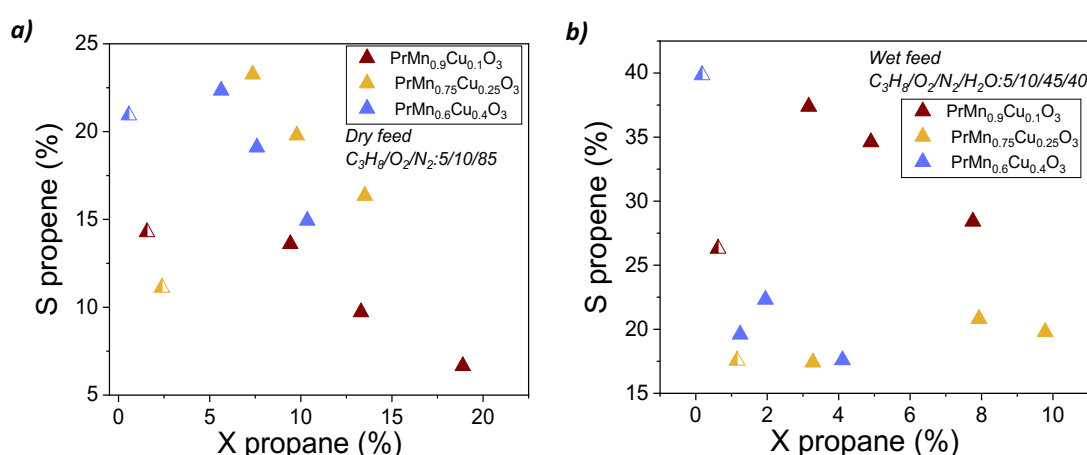 a)
S propene (%)
25
20
15
10
5
PrMn0.9Cu0.1O3
PrMn0.75Cu0.25O3
PrMn0.6Cu0.4O3
Dry feed
C3H8/O2/N2:5/10/85
0
5
10
15
20
X propane (%)
b)
S propene (%)
40
35
30
25
20
15
Wet feed
C3H8/O2/N2/H2O:5/10/45/40
PrMn0.9Cu0.1O3
PrMn0.75Cu0.25O3
PrMn0.6Cu0.4O3
0
2
4
6
8
10
X propane (%)